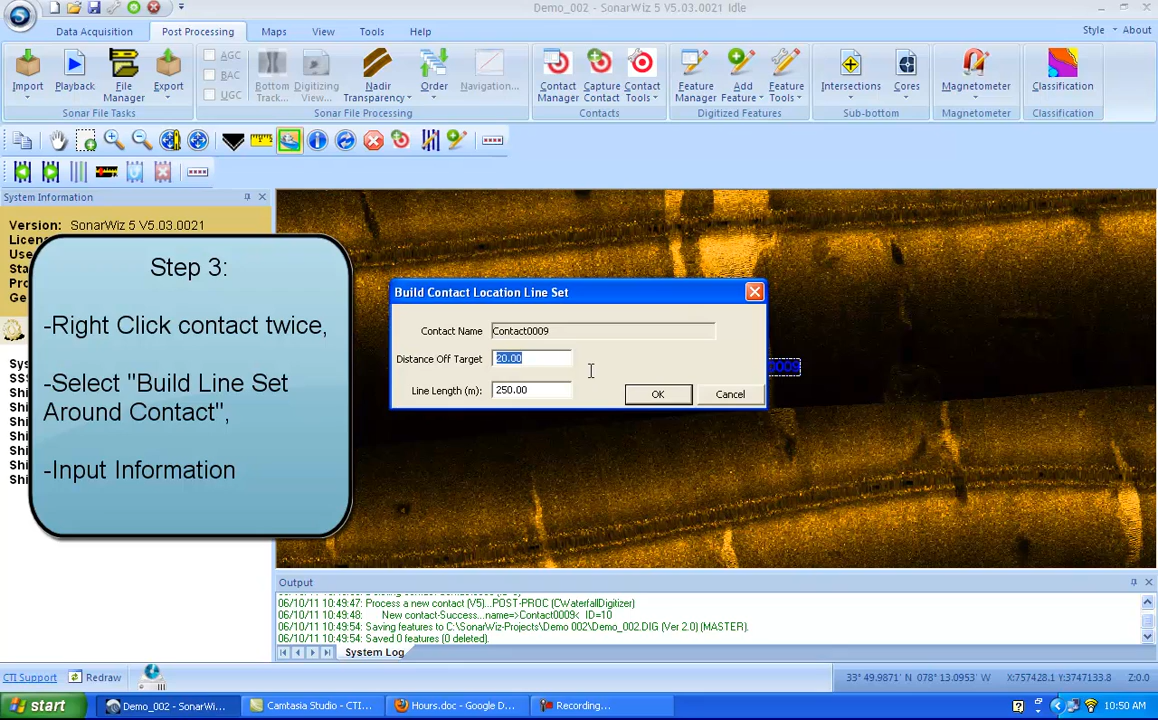 Demo_002 - SonarWiz 5 V5.03.0021 Idle
Data Acquisition Post Processing Maps View Tools Help Style About
AGC
BAC
UGC
Import Playback File Manager Export Bottom Track... Digitizing View... Nadir Transparency Order Navigation... Contact Manager Capture Contact Contact Tools Feature Manager Add Feature Feature Tools Intersections Cores Magnetometer Classification
Sonar File Tasks Sonar File Processing Contacts Digitized Features Sub-bottom Magnetometer Classification
System Information
Version: SonarWiz 5 V5.03.0021
Step 3:
-Right Click contact twice,
-Select "Build Line Set
Around Contact",
-Input Information
Build Contact Location Line Set
Contact Name Contact0009
Distance Off Target 20.00
Line Length (m): 250.00 OK Cancel
0009
Output
06/10/11 10:49:47: Process a new contact (V5)...POST-PROC (CWaterfallDigitizer)
06/10/11 10:49:48: New contact-Success...name=>Contact0009< ID=10
06/10/11 10:49:54: Saving features to C:\SonarWiz-Projects\Demo 002\Demo_002.DIG (Ver 2.0) (MASTER).
06/10/11 10:49:54: Saved 0 features (0 deleted).
System Log
CTI Support Redraw 33° 49.9871' N 078° 13.0953' W X:757428.1 Y:3747133.8 Z:0.0
start Demo_002 - SonarWi... Camtasia Studio - CTI... Hours.doc - Google D... Recording... 10:50 AM